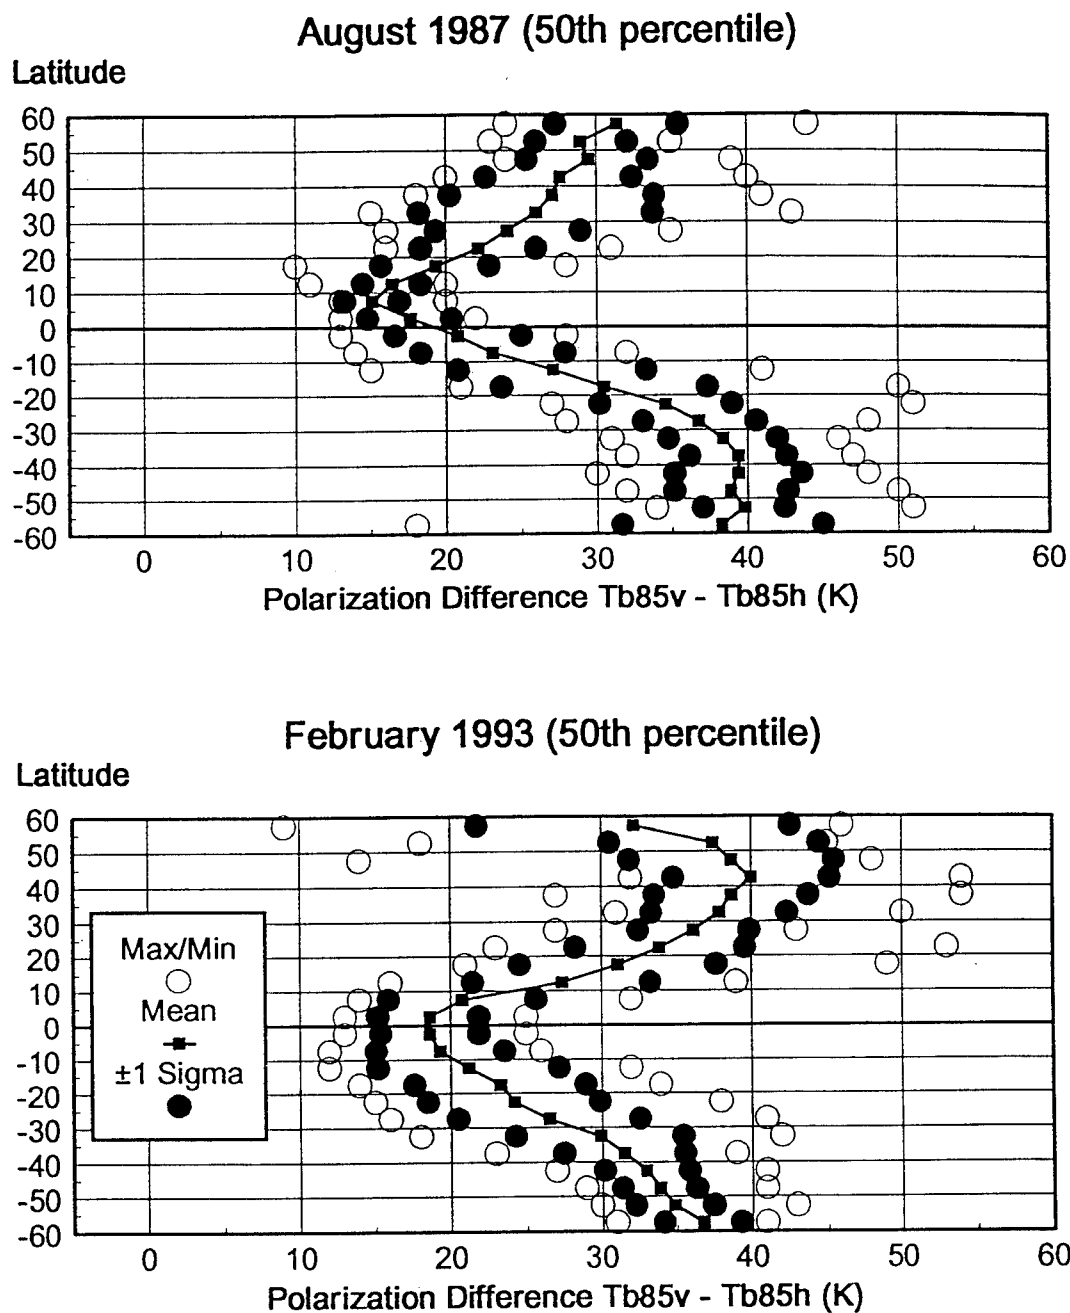 August 1987 (50th percentile)
Latitude
60
50
40
30
20
10
0
-10
-20
-30
-40
-50
-60
0 10 20 30 40 50 60
Polarization Difference Tb85v - Tb85h (K)
February 1993 (50th percentile)
Latitude
60
50
40
30
20
10
0
-10
-20
-30
-40
-50
-60
Max/Min
Mean
±1 Sigma
0 10 20 30 40 50 60
Polarization Difference Tb85v - Tb85h (K)